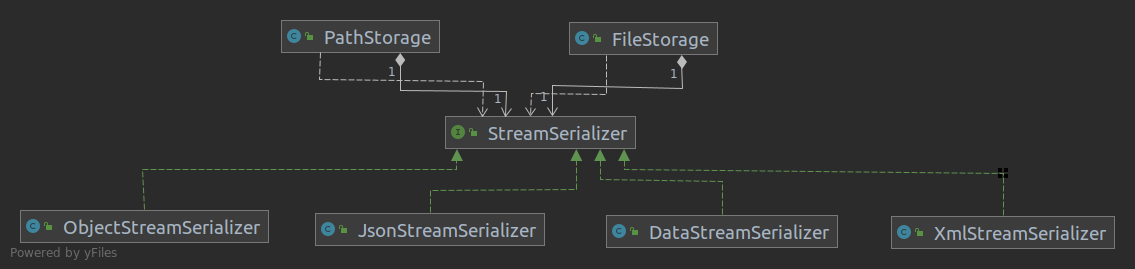 C PathStorage
C FileStorage
1
1
1
1
I StreamSerializer
C ObjectStreamSerializer
C JsonStreamSerializer
C DataStreamSerializer
C XmlStreamSerializer
Powered by yFiles